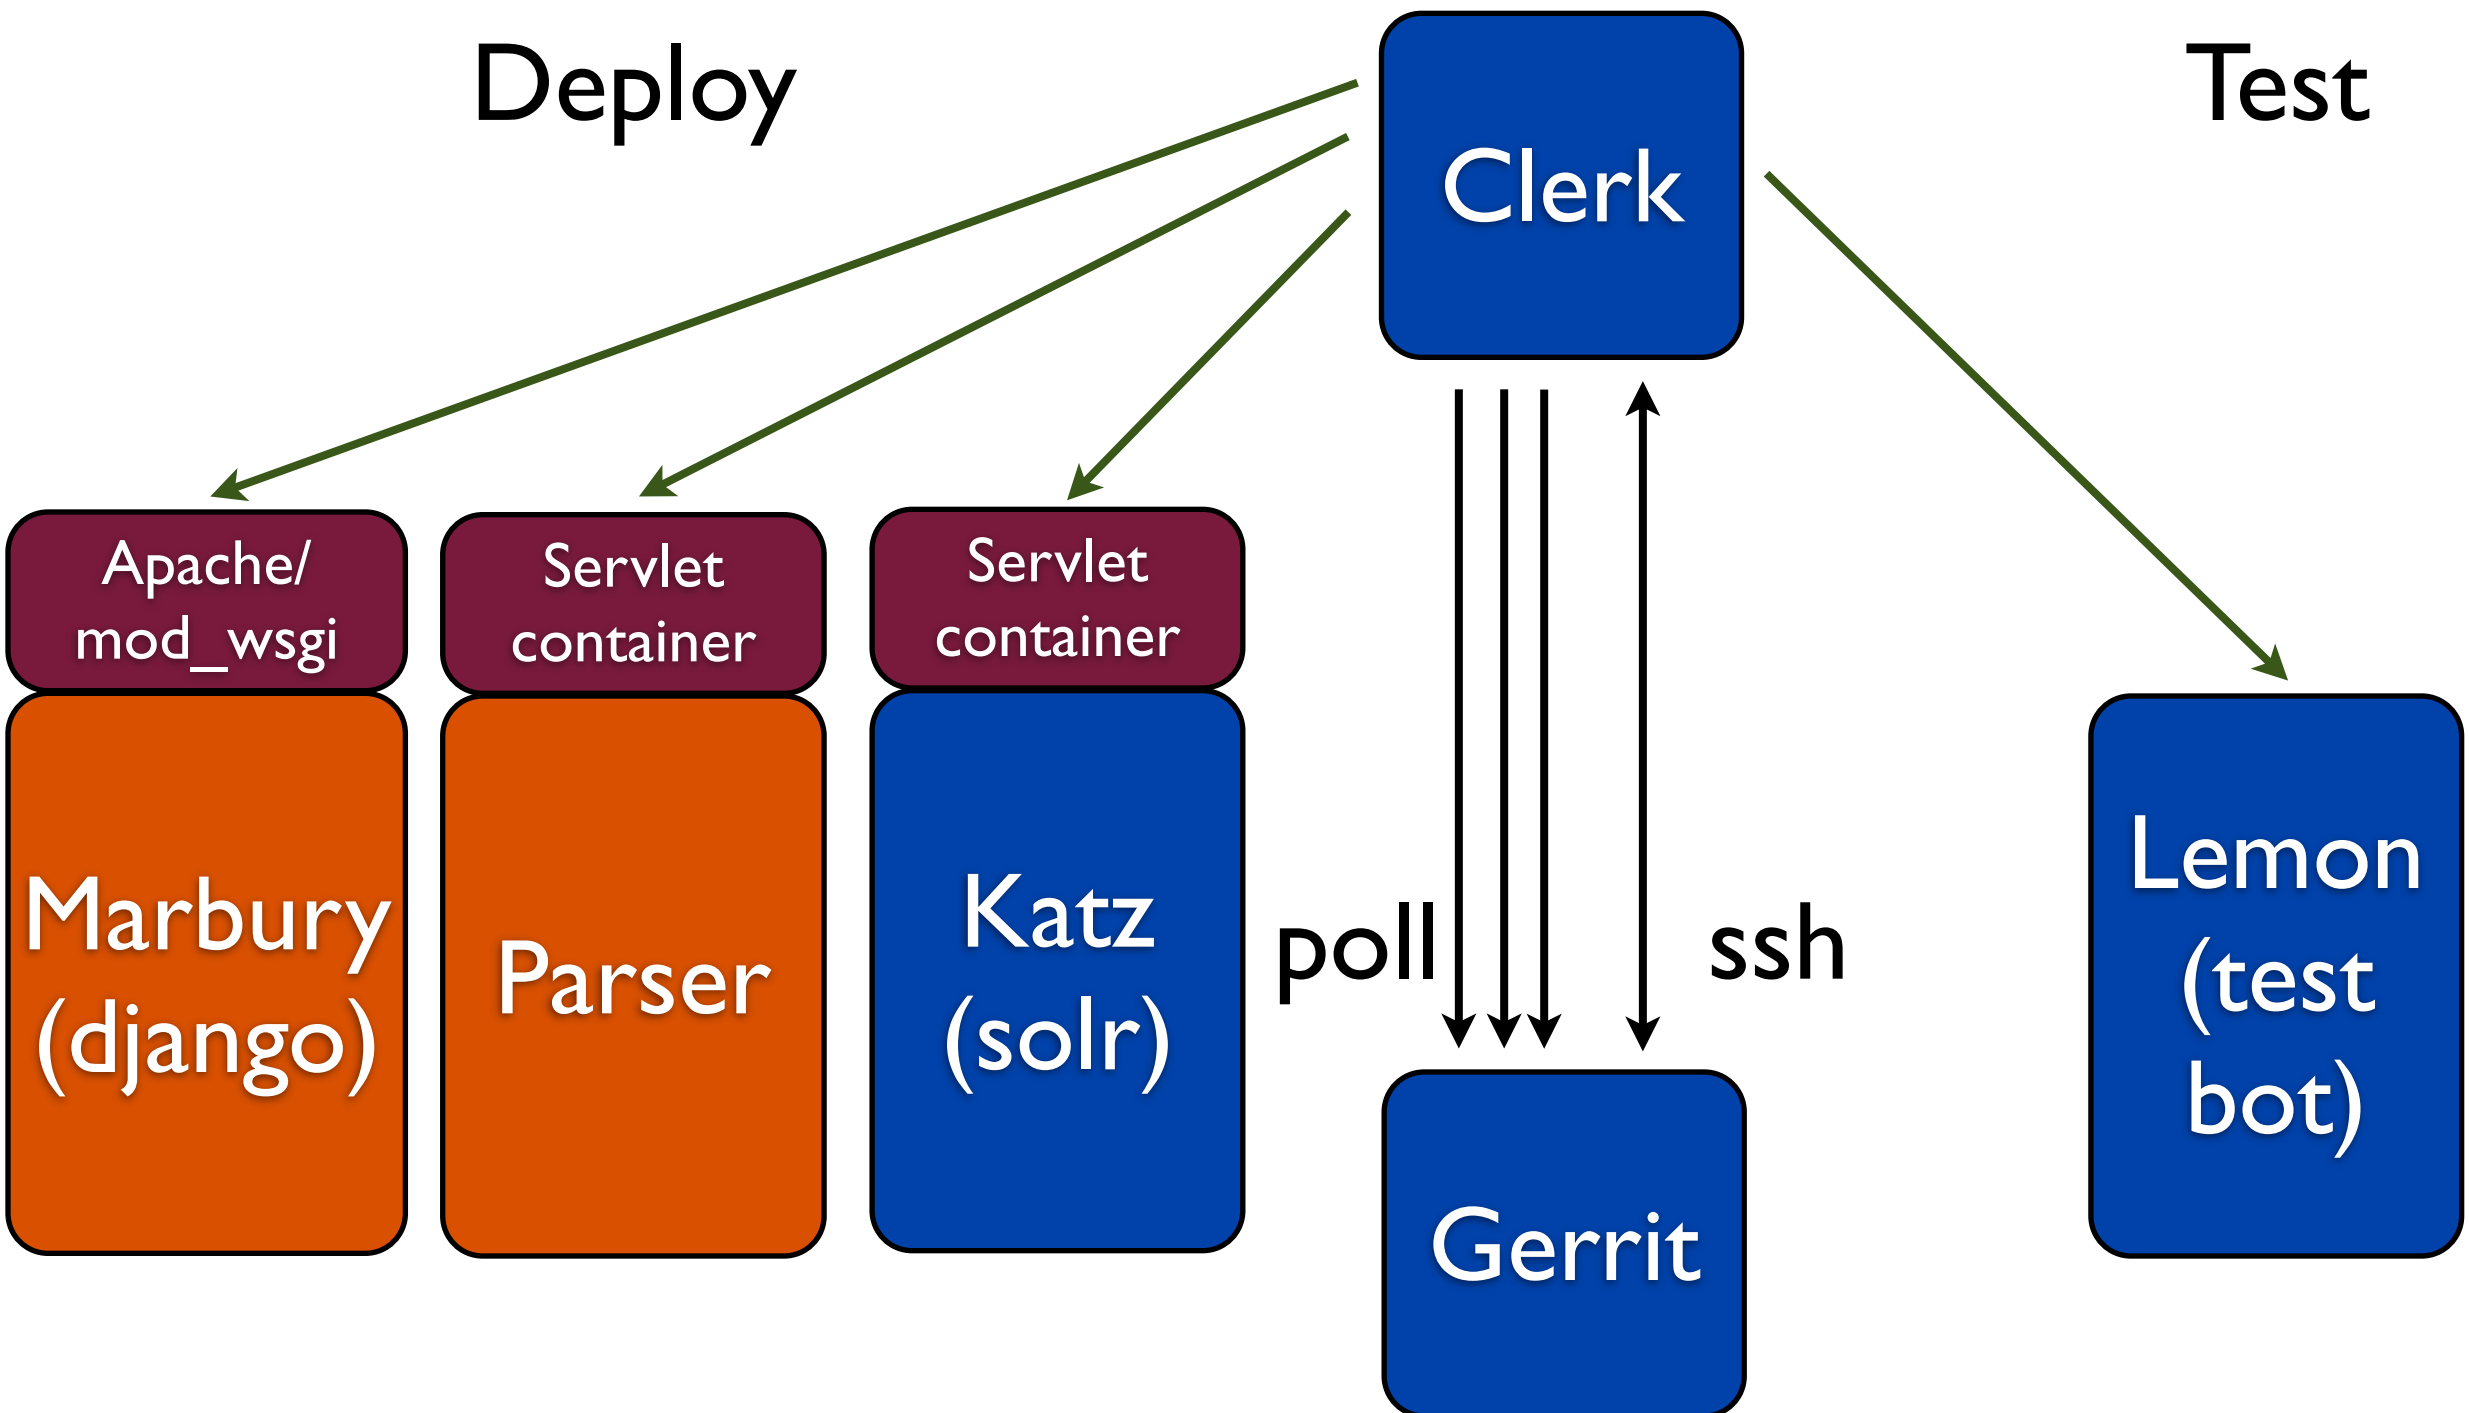 Deploy
Clerk
Test
Apache/
mod_wsgi
Servlet
container
Servlet
container
Marbury
(django)
Parser
Katz
(solr)
poll
ssh
Lemon
(test
bot)
Gerrit